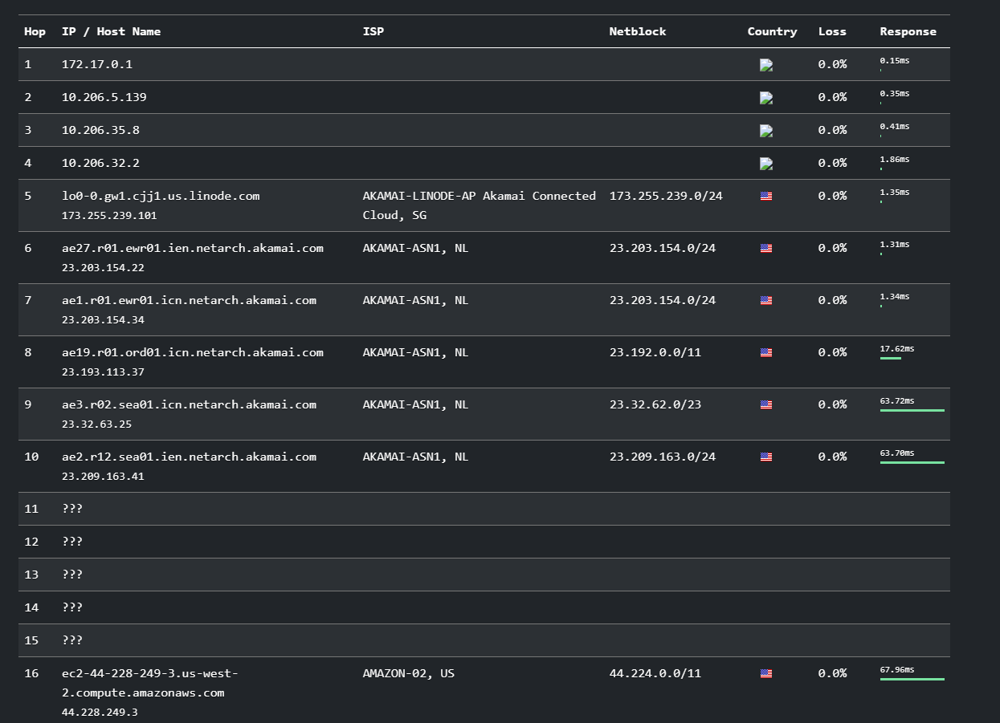 Hop IP / Host Name ISP Netblock Country Loss Response
1 172.17.0.1 0.0% 0.15ms
2 10.206.5.139 0.0% 0.35ms
3 10.206.35.8 0.0% 0.41ms
4 10.206.32.2 0.0% 1.86ms
5 lo0-0.gw1.cjj1.us.linode.com AKAMAI-LINODE-AP Akamai Connected 173.255.239.0/24 0.0% 1.35ms
173.255.239.101 Cloud, SG
6 ae27.r01.ewr01.ien.netarch.akamai.com AKAMAI-ASN1, NL 23.203.154.0/24 0.0% 1.31ms
23.203.154.22
7 ae1.r01.ewr01.icn.netarch.akamai.com AKAMAI-ASN1, NL 23.203.154.0/24 0.0% 1.34ms
23.203.154.34
8 ae19.r01.ord01.icn.netarch.akamai.com AKAMAI-ASN1, NL 23.192.0.0/11 0.0% 17.62ms
23.193.113.37
9 ae3.r02.sea01.icn.netarch.akamai.com AKAMAI-ASN1, NL 23.32.62.0/23 0.0% 63.72ms
23.32.63.25
10 ae2.r12.sea01.ien.netarch.akamai.com AKAMAI-ASN1, NL 23.209.163.0/24 0.0% 63.70ms
23.209.163.41
11 ???
12 ???
13 ???
14 ???
15 ???
16 ec2-44-228-249-3.us-west- AMAZON-02, US 44.224.0.0/11 0.0% 67.96ms
2.compute.amazonaws.com
44.228.249.3